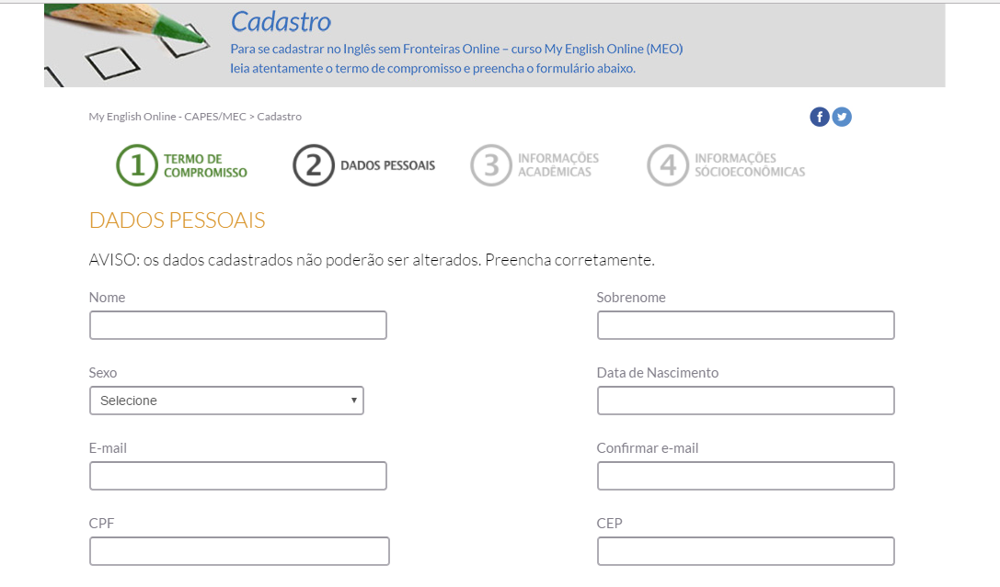 Cadastro
Para se cadastrar no Inglês sem Fronteiras Online – curso My English Online (MEO)
leia atentamente o termo de compromisso e preencha o formulário abaixo.
My English Online - CAPES/MEC > Cadastro
f
1 TERMO DE
COMPROMISSO
2 DADOS PESSOAIS
3 INFORMAÇÕES
ACADÊMICAS
4 INFORMAÇÕES
SÓCIOECONÔMICAS
DADOS PESSOAIS
AVISO: os dados cadastrados não poderão ser alterados. Preencha corretamente.
Nome
Sobrenome
Sexo
Data de Nascimento
Selecione
E-mail
Confirmar e-mail
CPF
CEP